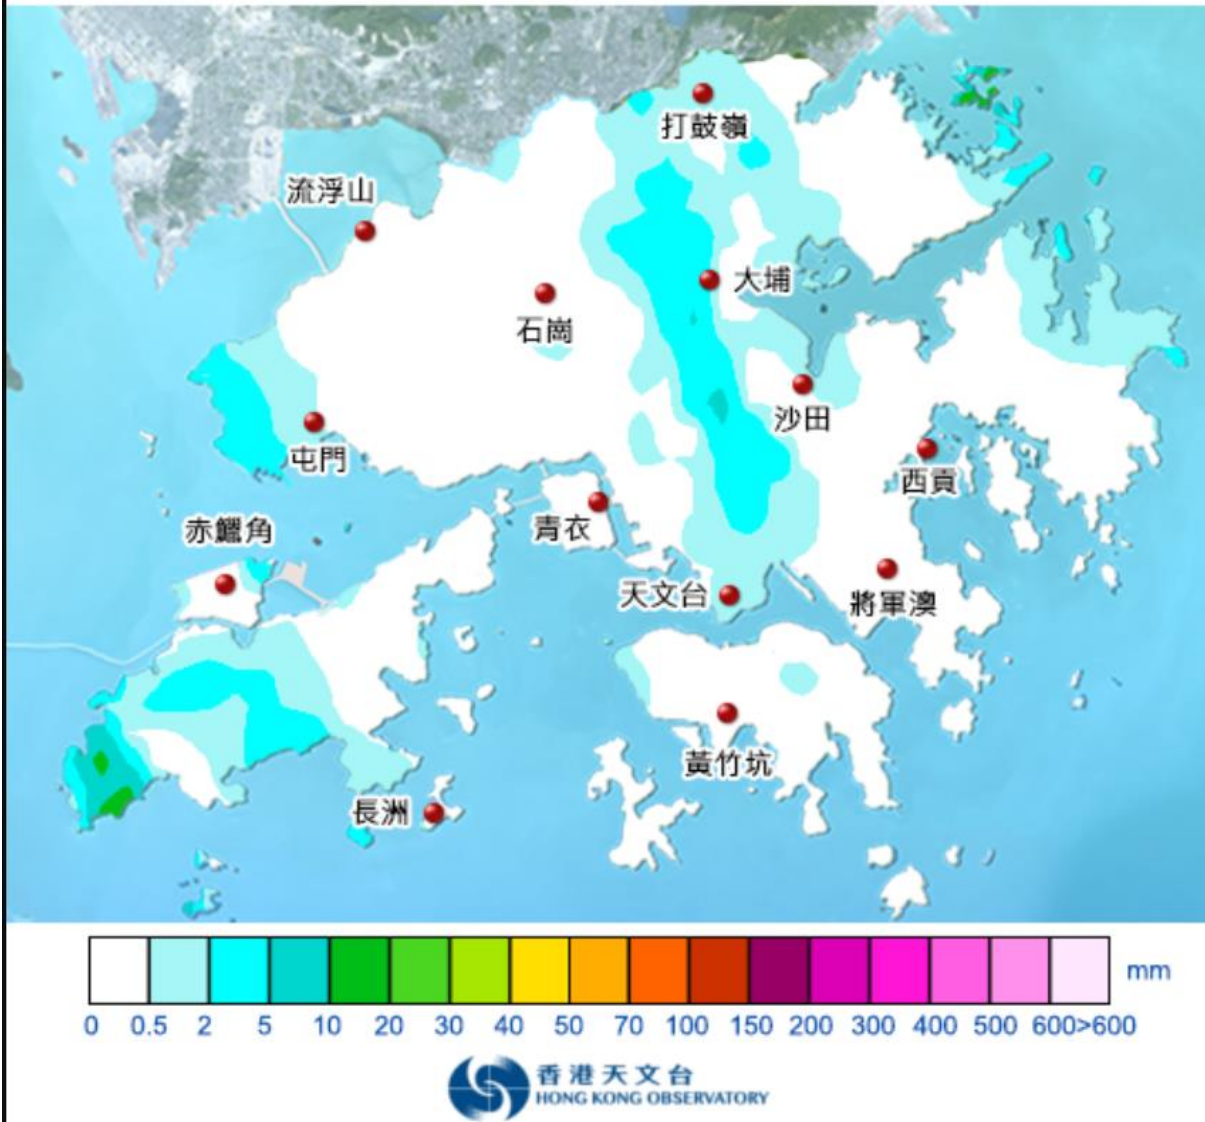 打鼓嶺
流浮山
大埔
石崗
沙田
屯門
西貢
赤鱲角
青衣
天文台
將軍澳
黃竹坑
長洲
mm
0 0.5 2 5 10 20 30 40 50 70 100 150 200 300 400 500 600>600
香港天文台
HONG KONG OBSERVATORY